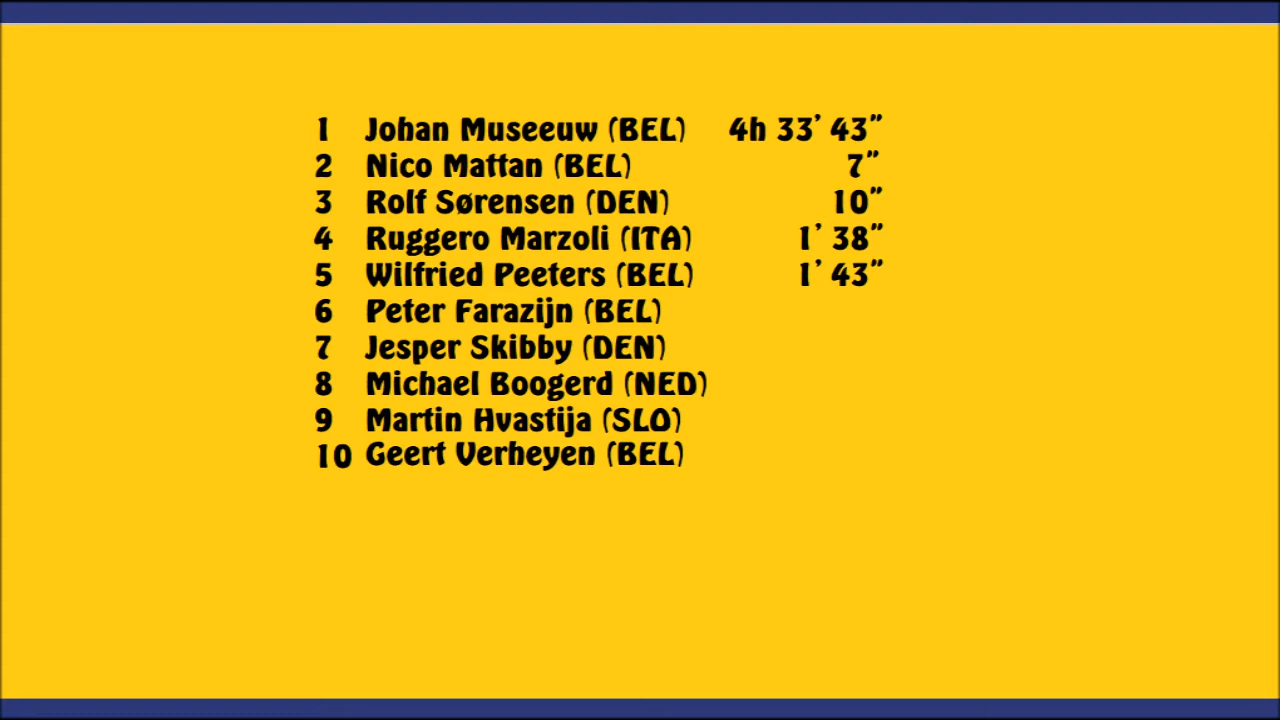 1 Johan Museeuw (BEL) 4h 33’ 43”
2 Nico Mattan (BEL) 7”
3 Rolf Sørensen (DEN) 10”
4 Ruggero Marzoli (ITA) 1’ 38”
5 Wilfried Peeters (BEL) 1’ 43”
6 Peter Farazijn (BEL)
7 Jesper Skibby (DEN)
8 Michael Boogerd (NED)
9 Martin Hvastija (SLO)
10 Geert Verheyen (BEL)